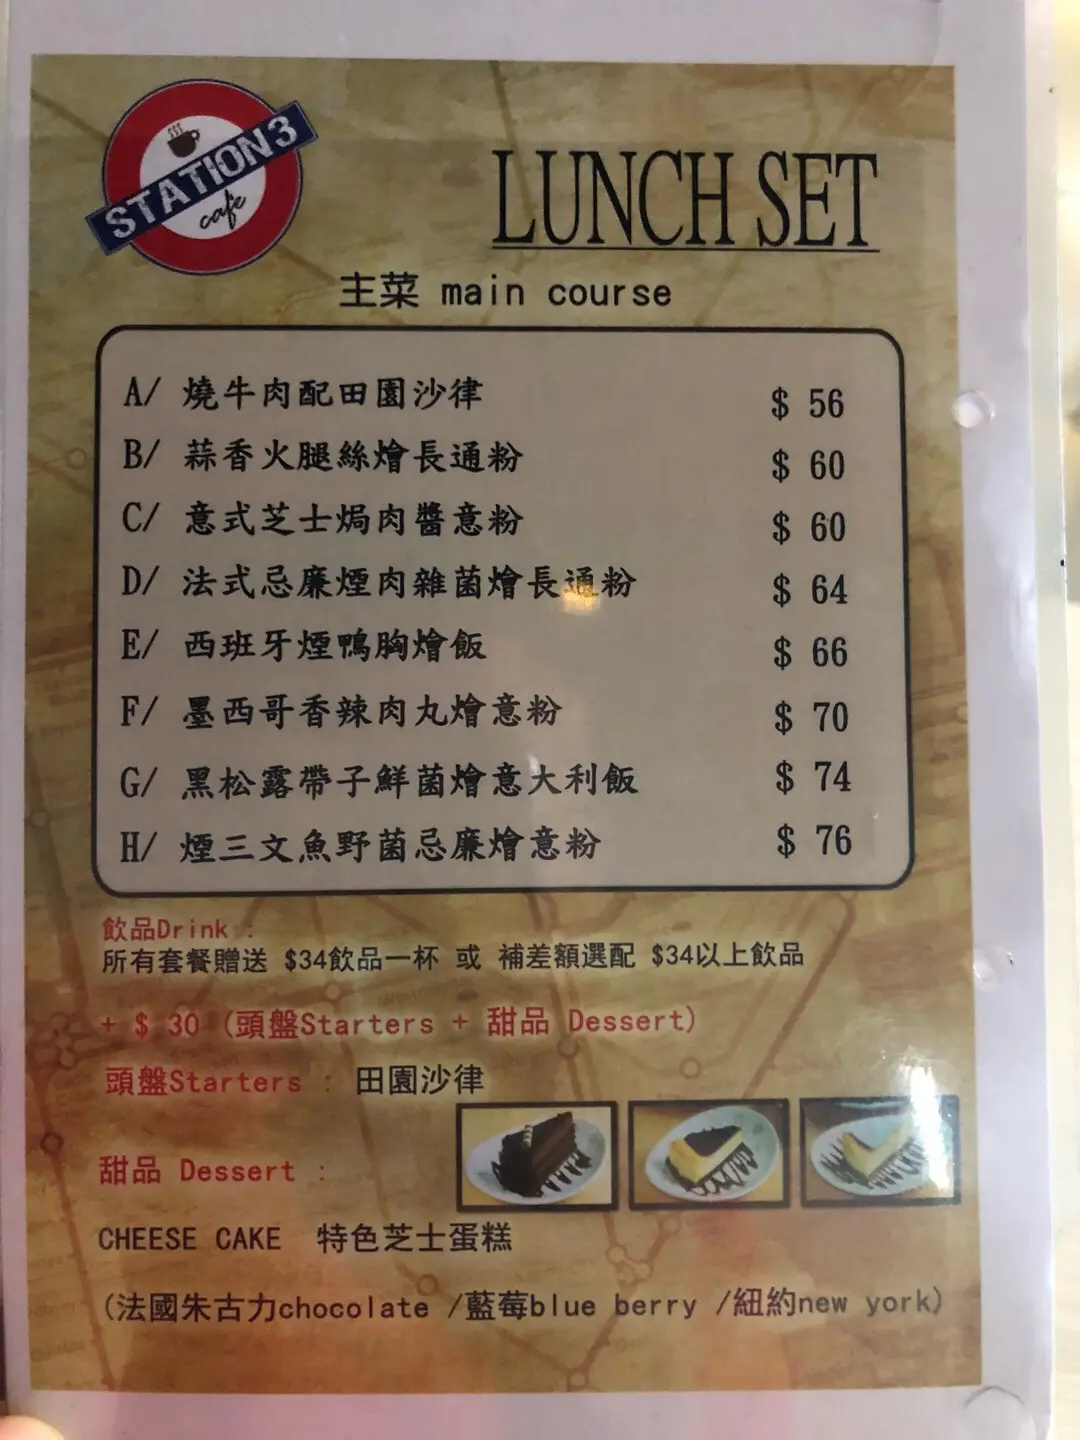 STATION3
cafe
LUNCH SET
主菜 main course
A/ 燒牛肉配田園沙律 $ 56
B/ 蒜香火腿絲燴長通粉 $ 60
C/ 意式芝士焗肉醬意粉 $ 60
D/ 法式忌廉煙肉雜菌燴長通粉 $ 64
E/ 西班牙煙鴨胸燴飯 $ 66
F/ 墨西哥香辣肉丸燴意粉 $ 70
G/ 黑松露帶子鮮菌燴意大利飯 $ 74
H/ 煙三文魚野菌忌廉燴意粉 $ 76
飲品Drink :
所有套餐贈送 $34飲品一杯 或 補差額選配 $34以上飲品
+ $ 30 (頭盤Starters + 甜品 Dessert)
頭盤Starters : 田園沙律
甜品 Dessert :
CHEESE CAKE 特色芝士蛋糕
(法國朱古力chocolate /藍莓blue berry /紐約new york)